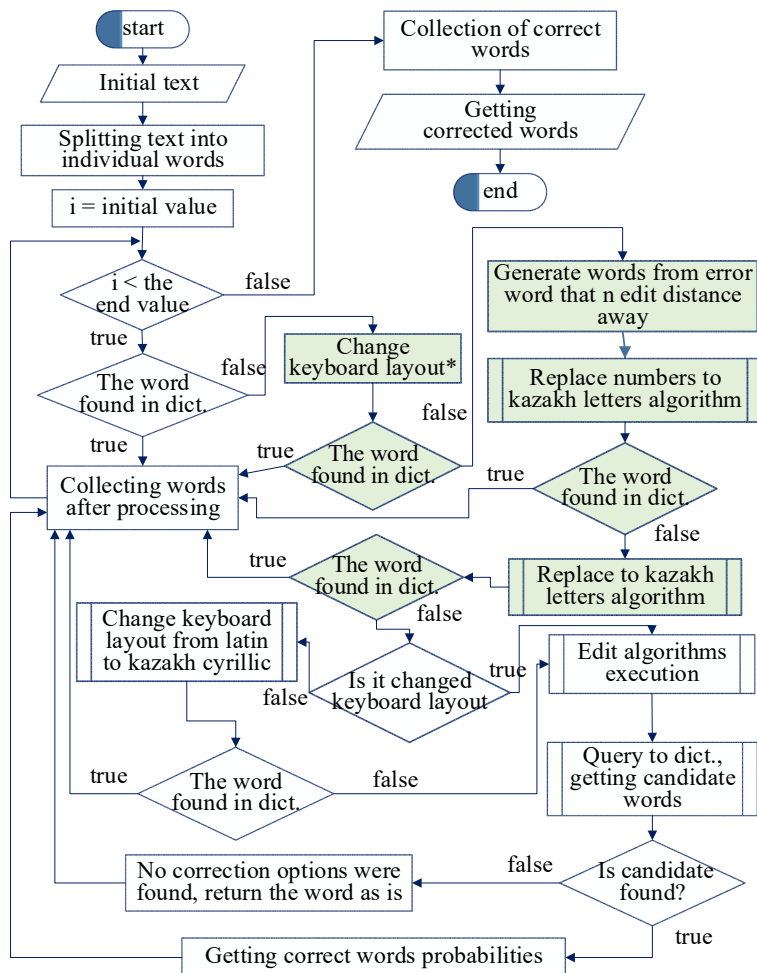 start
Initial text
Splitting text into
individual words
i = initial value
i < the
end value
false
true
The word
found in dict.
false
true
Collection of correct
words
Getting
corrected words
end
Change
keyboard layout*
The word
found in dict.
true
false
Generate words from error
word that n edit distance
away
Replace numbers to
kazakh letters algorithm
The word
found in dict.
true
false
Collecting words
after processing
Replace to kazakh
letters algorithm
The word
found in dict.
true
false
Change keyboard
layout from latin
to kazakh cyrillic
Is it changed
keyboard layout
false
true
Edit algorithms
execution
The word
found in dict.
true
false
Query to dict.,
getting candidate
words
Is candidate
found?
false
true
No correction options were
found, return the word as is
Getting correct words probabilities